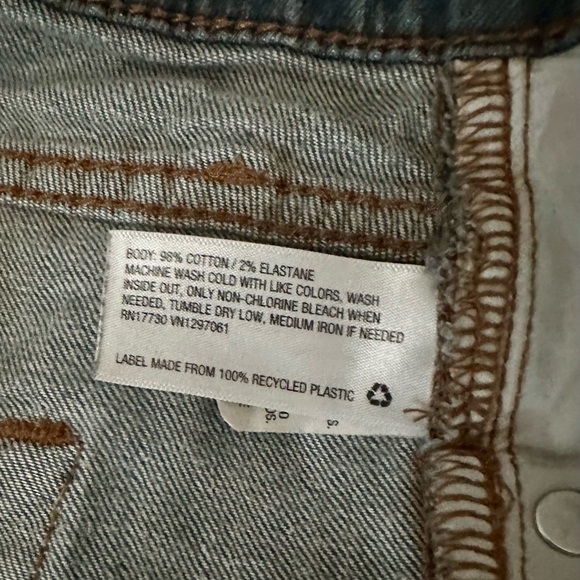 BODY: 98% COTTON / 2% ELASTANE
MACHINE WASH COLD WITH LIKE COLORS, WASH
INSIDE OUT, ONLY NON-CHLORINE BLEACH WHEN
NEEDED, TUMBLE DRY LOW, MEDIUM IRON IF NEEDED
RN17730 VN1297061
LABEL MADE FROM 100% RECYCLED PLASTIC